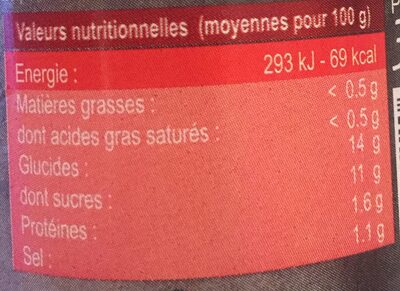 Valeurs nutritionnelles (moyennes pour 100 g)
Energie : 293 kJ - 69 kcal
Matières grasses : < 0.5 g
dont acides gras saturés : < 0.5 g
Glucides : 14 g
dont sucres : 11 g
Protéines : 1.6 g
Sel : 1.1 g